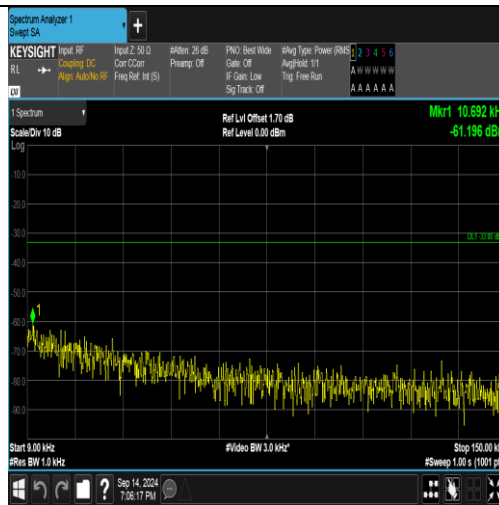 Spectrum Analyzer 1
Swept SA
KEYSIGHT Input: RF Input Z: 50 Ω #Atten: 26 dB PNO: Best Wide #Avg Type: Power (RMS 1 2 3 4 5 6
RL Coupling: DC Corr CCorr Preamp: Off Gate: Off Avg|Hold: 1/1 A W W W W W
Align: Auto/No RF Freq Ref: Int (S) IF Gain: Low Trig: Free Run
LXI Sig Track: Off A A A A A A
1 Spectrum Ref Lvl Offset 1.70 dB Mkr1 10.692 kH
Scale/Div 10 dB Ref Level 0.00 dBm -61.196 dB
Log
-10.0
-20.0
-30.0
DL1 -33.00 dB
-40.0
-50.0
1
-60.0
-70.0
-80.0
-90.0
Start 9.00 kHz #Video BW 3.0 kHz* Stop 150.00 k
#Res BW 1.0 kHz #Sweep 1.00 s (1001 pt
? Sep 14, 2024
7:06:17 PM